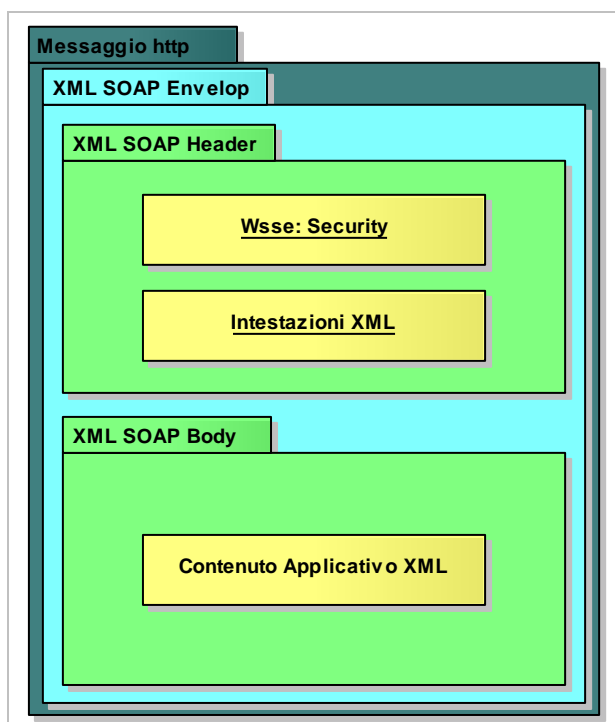 Messaggio http
XML SOAP Envelop
XML SOAP Header
Wsse: Security
Intestazioni XML
XML SOAP Body
Contenuto Applicativo XML